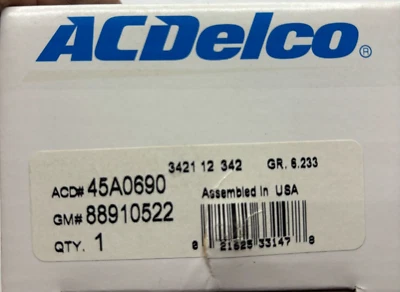 ACDelco®
3421 12 342 GR. 6.233
ACD# 45A0690 Assembled in USA
GM# 88910522
QTY. 1
0 21625 33147 8